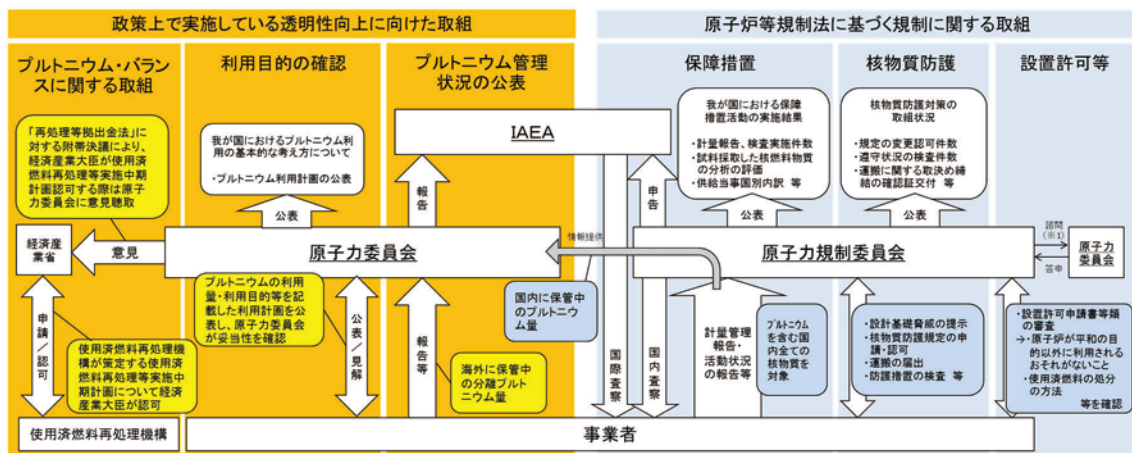 政策上で実施している透明性向上に向けた取組
原子炉等規制法に基づく規制に関する取組
プルトニウム・バラン
スに関する取組
利用目的の確認
プルトニウム管理
状況の公表
保障措置
核物質防護
設置許可等
「再処理等拠出金法」に
対する附帯決議により、
経済産業大臣が使用済
燃料再処理等実施中期
計画認可する際は原子
力委員会に意見聴取
我が国におけるプルトニウム利
用の基本的な考え方について
・プルトニウム利用計画の公表
IAEA
我が国における保障
措置活動の実施結果
・計量報告、検査実施件数
・試料採取した核燃料物質
の分析の評価
・供給当事国別内訳 等
核物質防護対策の
取組状況
・規定の変更認可件数
・遵守状況の検査件数
・運搬に関する取決め締
結の確認証交付 等
公表
報告
申告
公表
公表
経済産
業省
意見
原子力委員会
情報提供
原子力規制委員会
諮問
(※1)
答申
原子力
委員会
申請/認可
プルトニウムの利用
量・利用目的等を記
載した利用計画を公
表し、原子力委員会
が妥当性を確認
公表/見解
報告等
国内に保管中
のプルトニウ
ム量
国際査察
国内査察
計量管理
報告・
活動状況
の報告等
プルトニウム
を含む国
内全ての
核物質を
対象
・設計基礎脅威の提示
・核物質防護規定の申
請・認可
・運搬の届出
・防護措置の検査 等
・設置許可申請書等類
の審査
→・原子炉が平和の目
的以外に利用される
おそれがないこと
・使用済燃料の処分
の方法
等を確認
使用済燃料再処理機
構が策定する使用済
燃料再処理等実施中
期計画について経済
産業大臣が認可
海外に保管中
の分離プルト
ニウム量
使用済燃料再処理機構
事業者